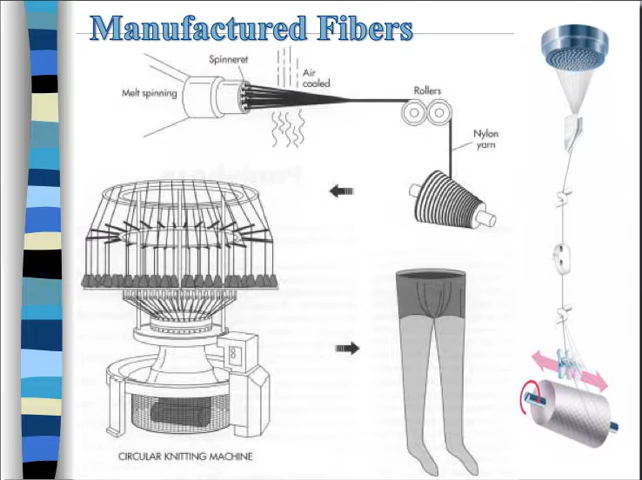 Manufactured Fibers
Spinneret
Air
cooled
Melt spinning
Rollers
Nylon
yarn
CIRCULAR KNITTING MACHINE